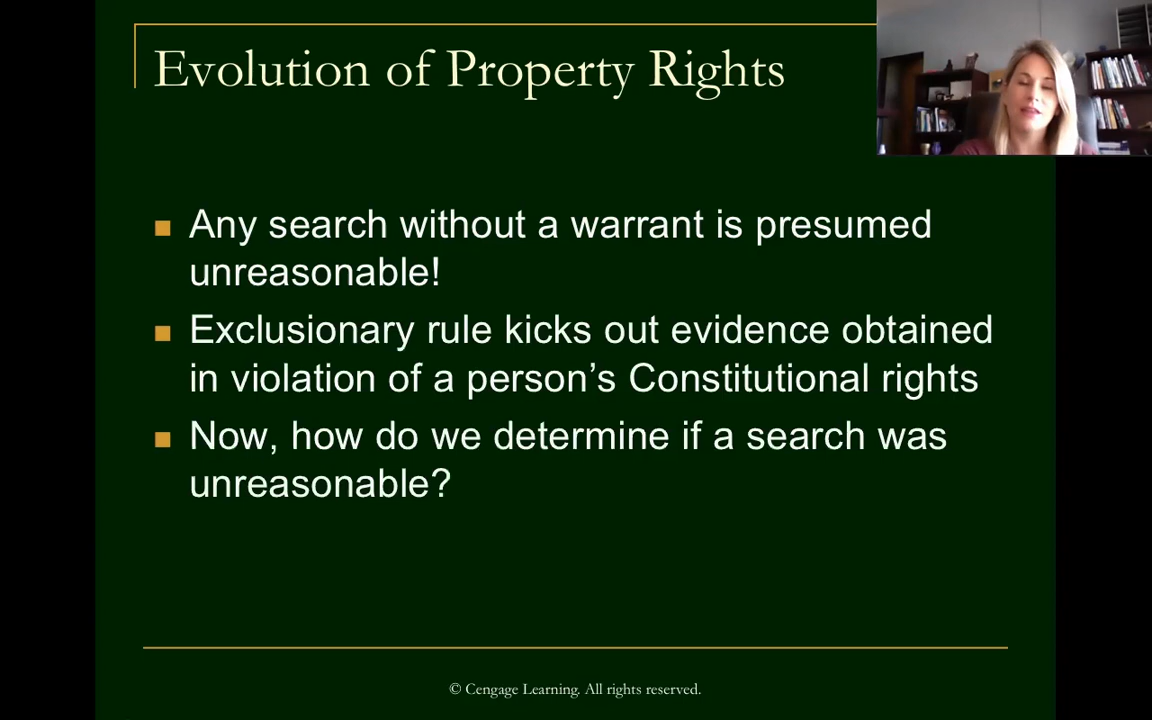 Evolution of Property Rights
Any search without a warrant is presumed
unreasonable!
Exclusionary rule kicks out evidence obtained
in violation of a person’s Constitutional rights
Now, how do we determine if a search was
unreasonable?
© Cengage Learning. All rights reserved.